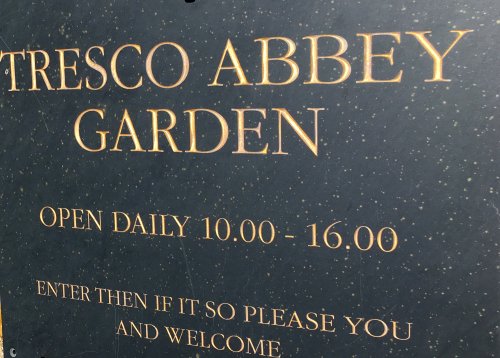 TRESCO ABBEY
GARDEN
OPEN DAILY 10.00 - 16.00
ENTER THEN IF IT SO PLEASE YOU
AND WELCOME